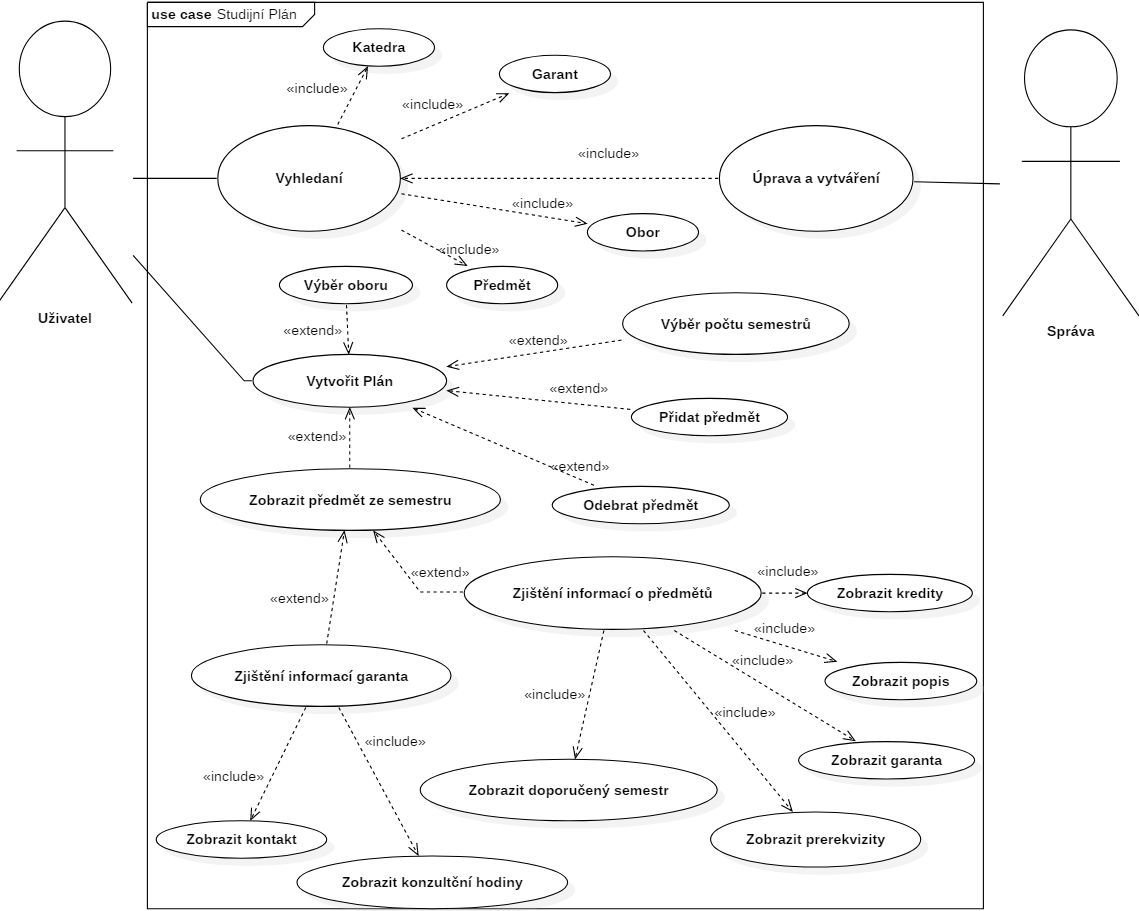 use case Studijní Plán
Katedra
«include»
Garant
«include»
«include»
Vyhledaní
Úprava a vytváření
«include»
Obor
«include»
Předmět
Výběr oboru
Uživatel
Správa
Výběr počtu semestrů
«extend»
«extend»
Vytvořit Plán
«extend»
Přidat předmět
«extend»
«extend»
Zobrazit předmět ze semestru
Odebrat předmět
«extend»
«include»
Zjištění informací o předmětů
Zobrazit kredity
«extend»
«include»
«include»
Zjištění informací garanta
Zobrazit popis
«include»
«include»
«include»
Zobrazit garanta
«include»
Zobrazit doporučený semestr
Zobrazit kontakt
Zobrazit prerekvizity
Zobrazit konzultční hodiny